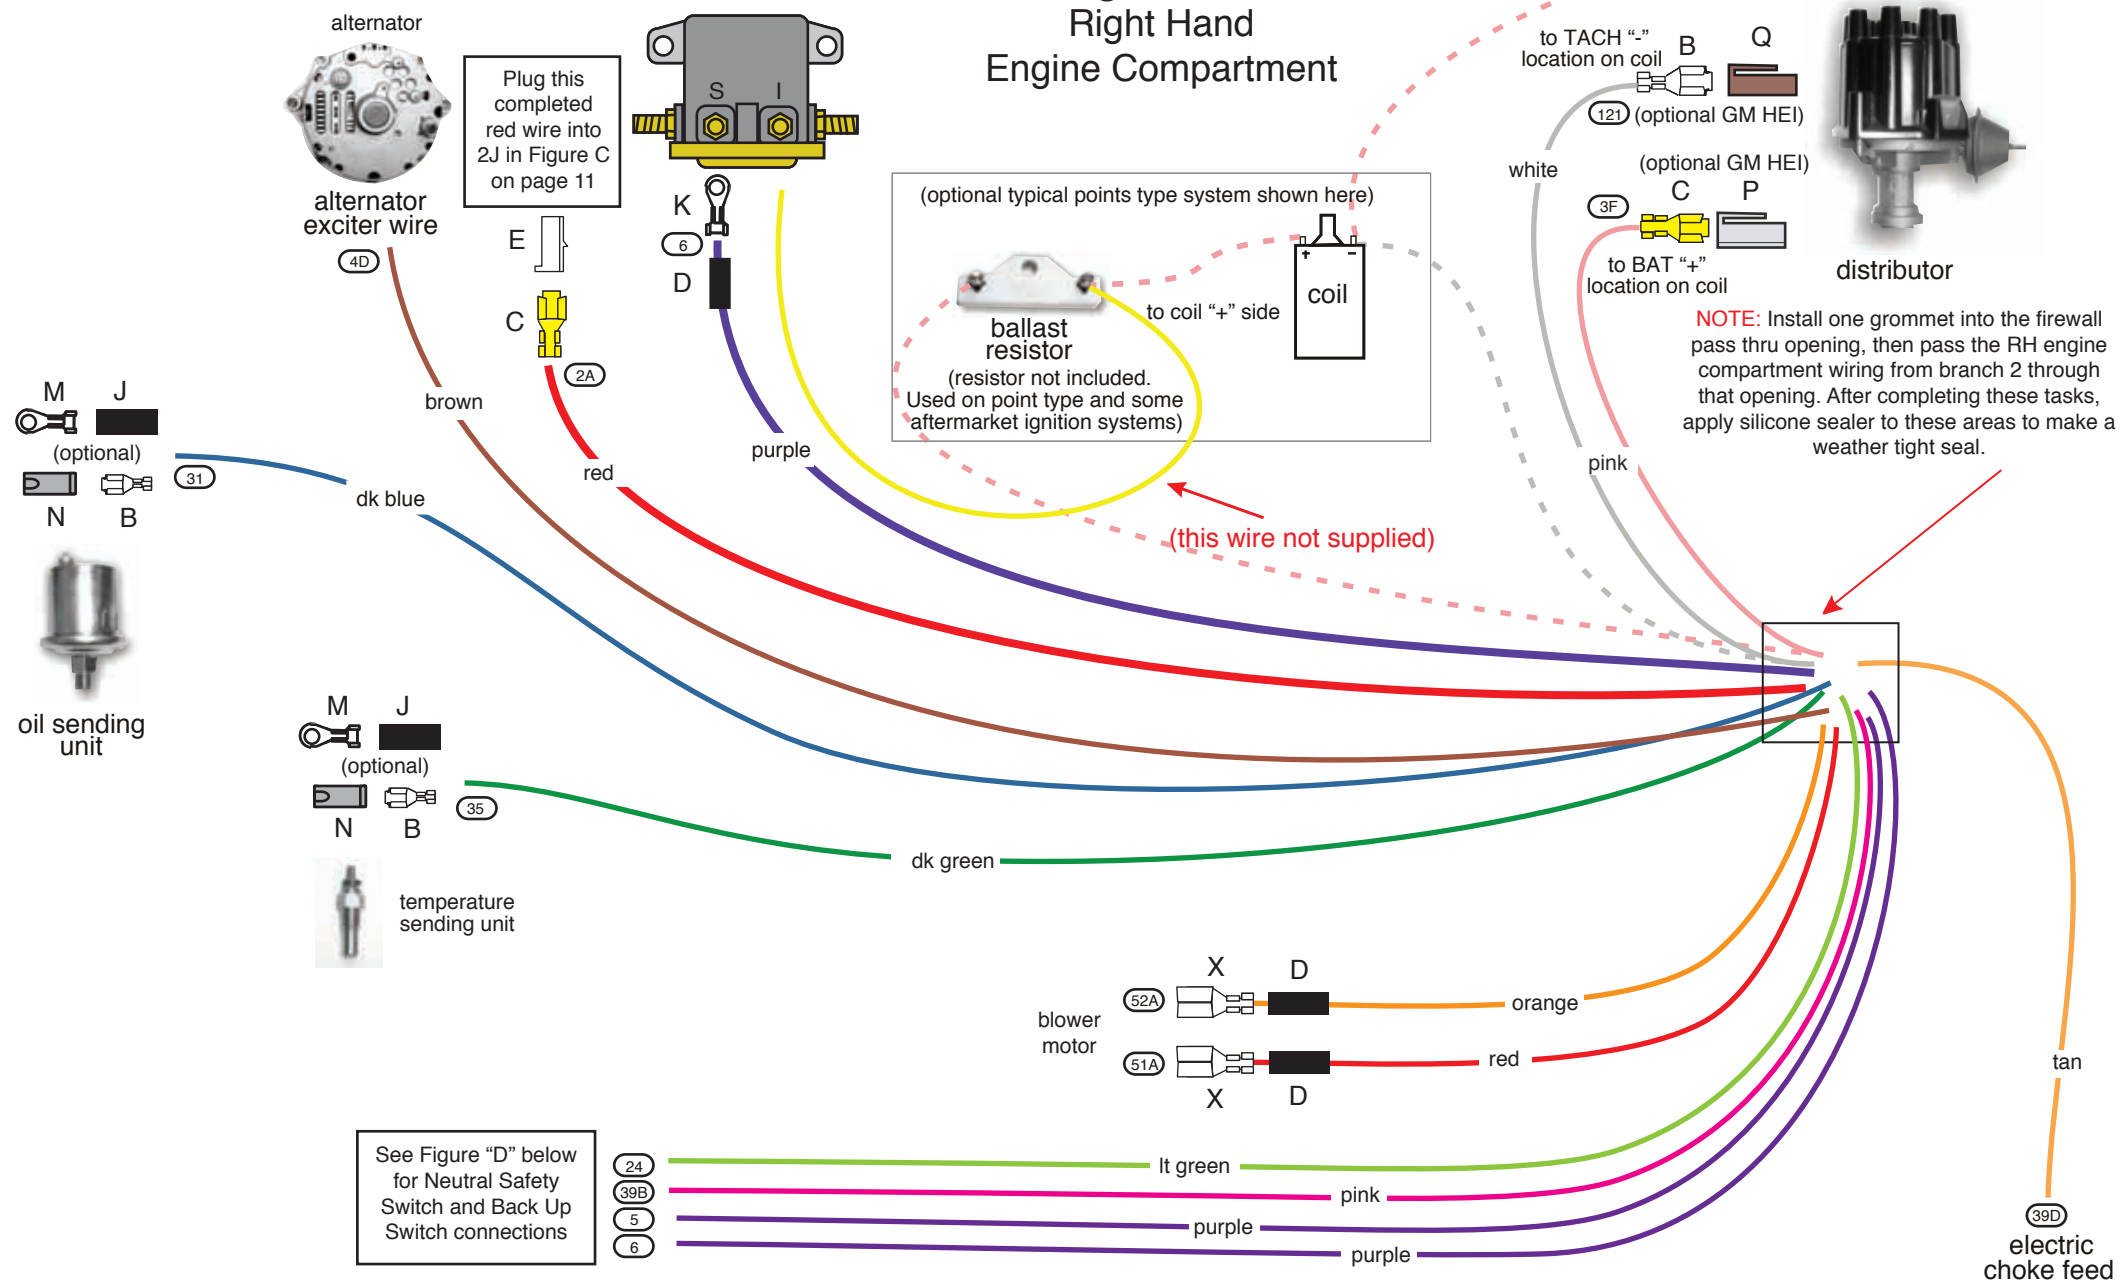 Right Hand
Engine Compartment
alternator
alternator
exciter wire
4D
Plug this
completed
red wire into
2J in Figure C
on page 11
E
C
2A
S I
K
6
D
(optional typical points type system shown here)
+ −
coil
to coil “+” side
ballast
resistor
(resistor not included.
Used on point type and some
aftermarket ignition systems)
(this wire not supplied)
to TACH “-”
location on coil
B Q
121
(optional GM HEI)
white
(optional GM HEI)
C P
3F
to BAT “+”
location on coil
distributor
NOTE: Install one grommet into the firewall
pass thru opening, then pass the RH engine
compartment wiring from branch 2 through
that opening. After completing these tasks,
apply silicone sealer to these areas to make a
weather tight seal.
pink
brown
red
purple
M J
(optional)
31
N B
dk blue
oil sending
unit
M J
(optional)
35
N B
dk green
temperature
sending unit
X D
52A
orange
blower
motor
51A
red
X D
tan
See Figure “D” below
for Neutral Safety
Switch and Back Up
Switch connections
24
lt green
39B
pink
5
purple
6
purple
39D
electric
choke feed